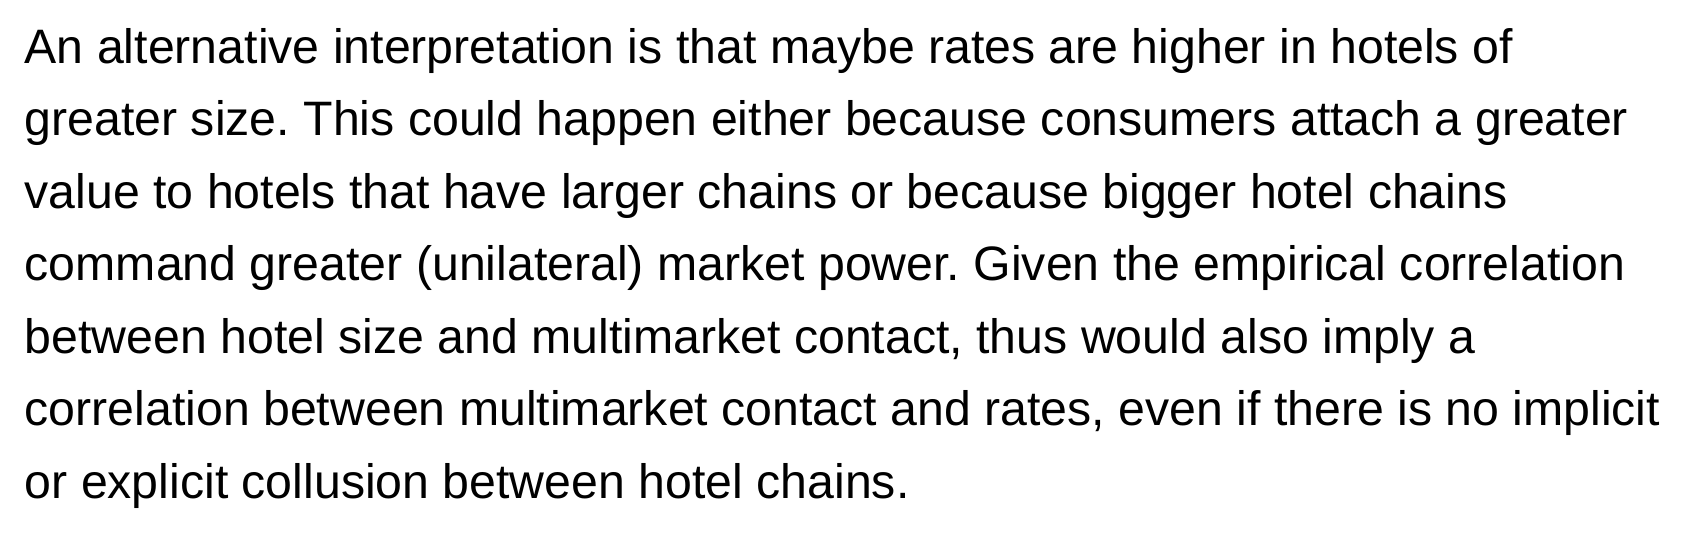 An alternative interpretation is that maybe rates are higher in hotels of
greater size. This could happen either because consumers attach a greater
value to hotels that have larger chains or because bigger hotel chains
command greater (unilateral) market power. Given the empirical correlation
between hotel size and multimarket contact, thus would also imply a
correlation between multimarket contact and rates, even if there is no implicit
or explicit collusion between hotel chains.